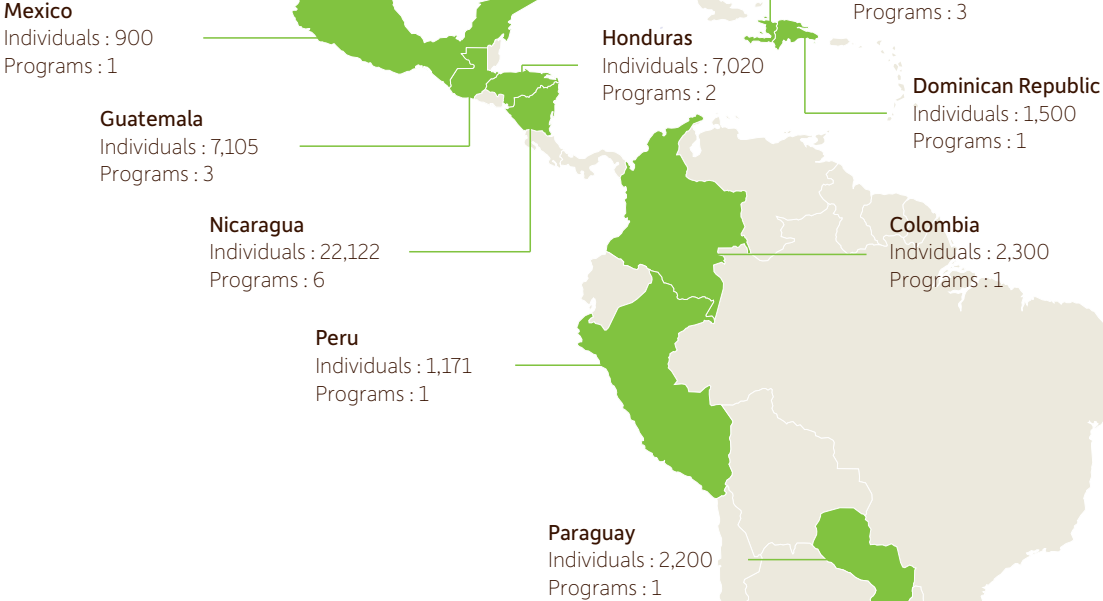 Mexico
Individuals : 900
Programs : 1
Programs : 3
Honduras
Individuals : 7,020
Programs : 2
Dominican Republic
Individuals : 1,500
Programs : 1
Guatemala
Individuals : 7,105
Programs : 3
Nicaragua
Individuals : 22,122
Programs : 6
Colombia
Indviduals : 2,300
Programs : 1
Peru
Individuals : 1,171
Programs : 1
Paraguay
Individuals : 2,200
Programs : 1